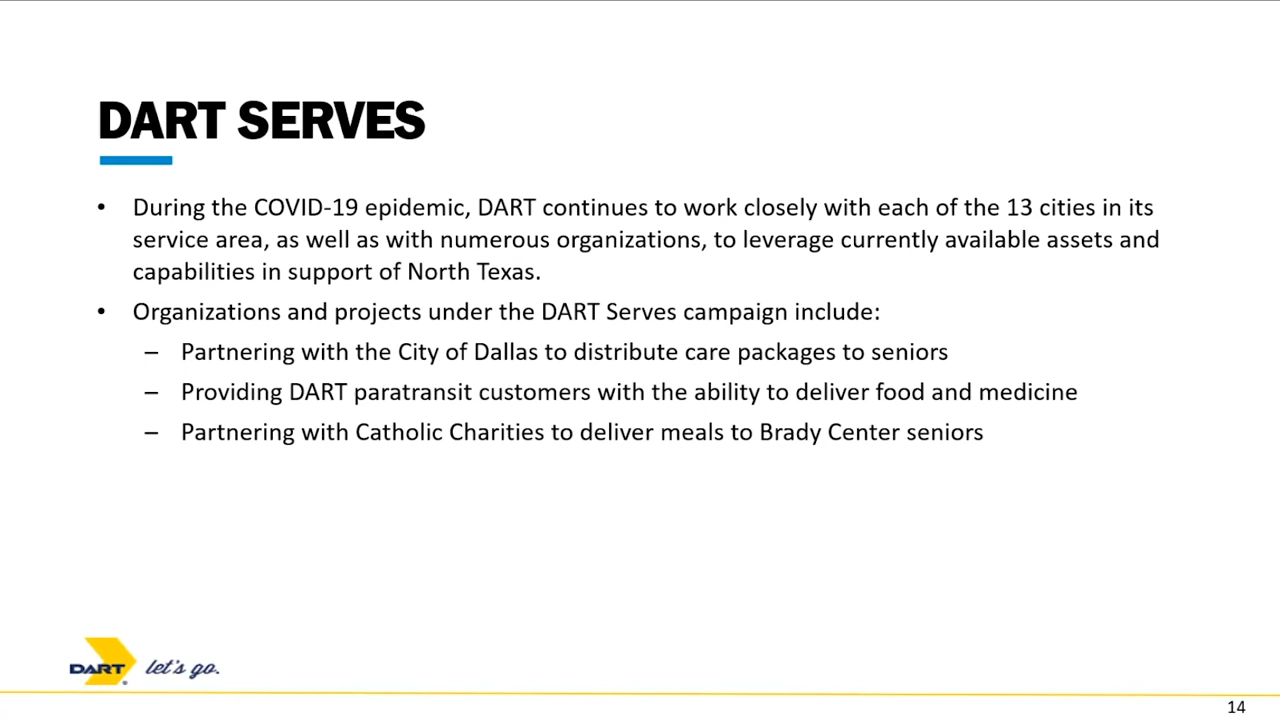 DART SERVES
• During the COVID-19 epidemic, DART continues to work closely with each of the 13 cities in its
service area, as well as with numerous organizations, to leverage currently available assets and
capabilities in support of North Texas.
• Organizations and projects under the DART Serves campaign include:
– Partnering with the City of Dallas to distribute care packages to seniors
– Providing DART paratransit customers with the ability to deliver food and medicine
– Partnering with Catholic Charities to deliver meals to Brady Center seniors
DART let's go.
14